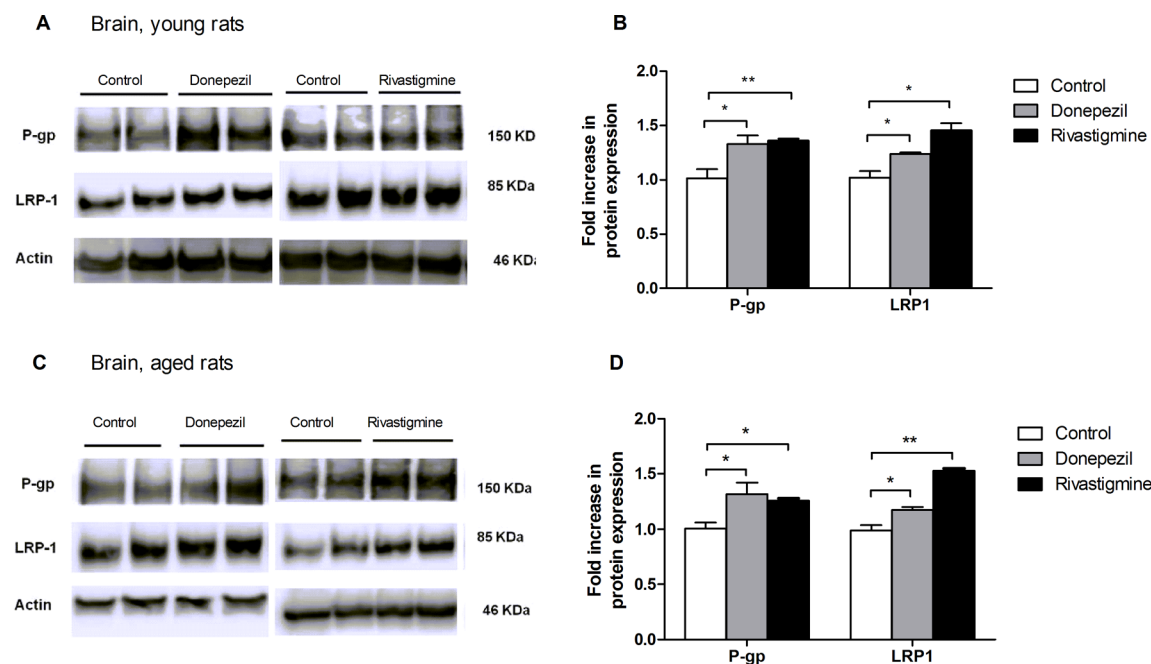 A Brain, young rats
Control Donepezil Control Rivastigmine
P-gp 150 KD
LRP-1 85 KDa
Actin 46 KDa
B
2.0
1.5
1.0
0.5
0.0
Fold increase in
protein expression
** * * *
P-gp LRP1
Control
Donepezil
Rivastigmine
C Brain, aged rats
Control Donepezil Control Rivastigmine
P-gp 150 KDa
LRP-1 85 KDa
Actin 46 KDa
D
2.0
1.5
1.0
0.5
0.0
Fold increase in
protein expression
* * ** *
P-gp LRP1
Control
Donepezil
Rivastigmine